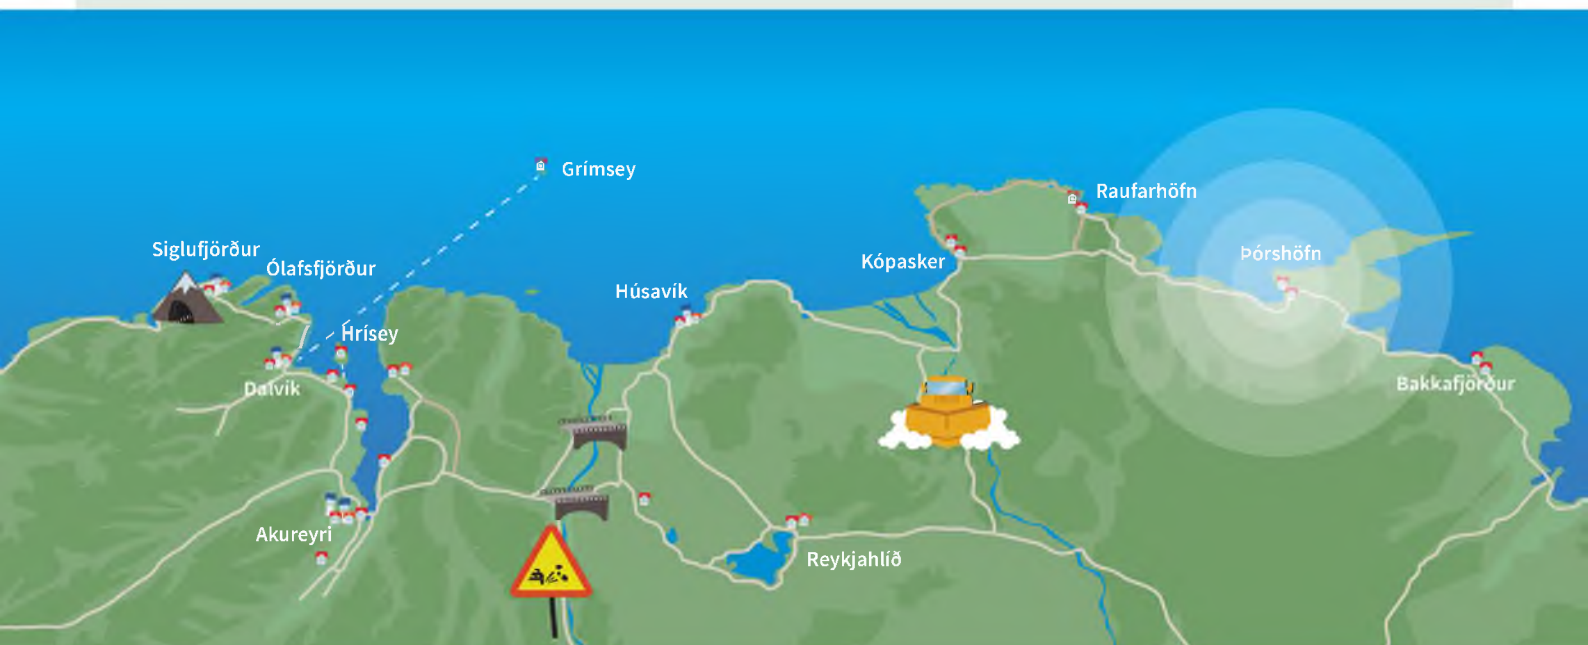 Grímsey
Raufarhöfn
Siglufjörður
Þórshöfn
Ólafsfjörður
Kópasker
Húsavík
Hrísey
Dalvík
Bakkafjörður
Akureyri
Reykjahlíð